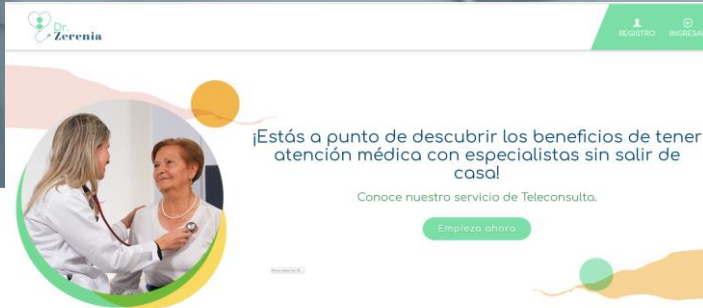 Dr.
Zerenia
REGISTRO INGRESAR
¡Estás a punto de descubrir los beneficios de tener
atención médica con especialistas sin salir de
casa!
Conoce nuestro servicio de Teleconsulta.
Empieza ahora